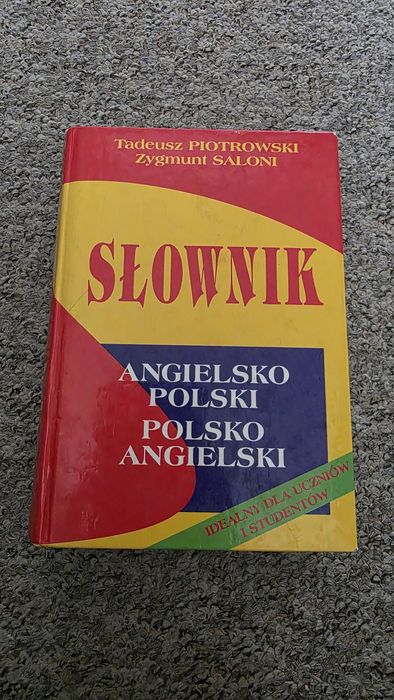 Tadeusz PIOTROWSKI
Zygmunt SALONI
SŁOWNIK
ANGIELSKO
POLSKI
POLSKO
ANGIELSKI
IDEALNY DLA UCZNIÓW
I STUDENTÓW